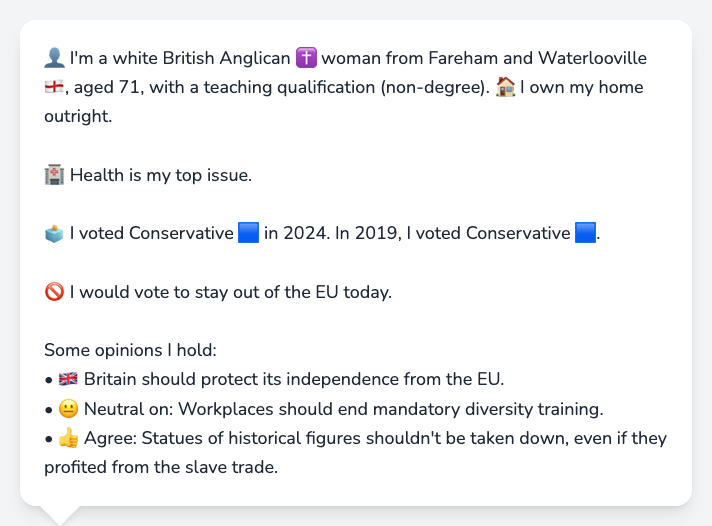 👤 I'm a white British Anglican ✝️ woman from Fareham and Waterlooville
🏴󠁧󠁢󠁥󠁮󠁧󠁿, aged 71, with a teaching qualification (non-degree). 🏠 I own my home
outright.
🏥 Health is my top issue.
🗳️ I voted Conservative 🟦 in 2024. In 2019, I voted Conservative 🟦.
🚫 I would vote to stay out of the EU today.
Some opinions I hold:
• 🇬🇧 Britain should protect its independence from the EU.
• 😐 Neutral on: Workplaces should end mandatory diversity training.
• 👍 Agree: Statues of historical figures shouldn't be taken down, even if they
profited from the slave trade.